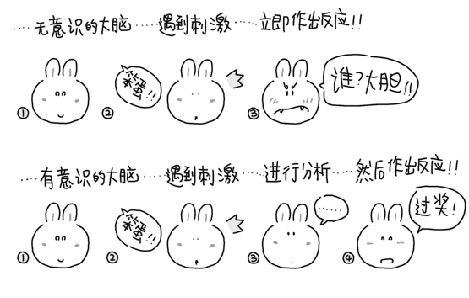 ……无意识的大脑……遇到刺激……立即作出反应!!
①
②
笨蛋!!
③
谁?大胆!!
……有意识的大脑……遇到刺激……进行分析……然后作出反应!!
①
②
笨蛋!!
③
……
④
过奖!